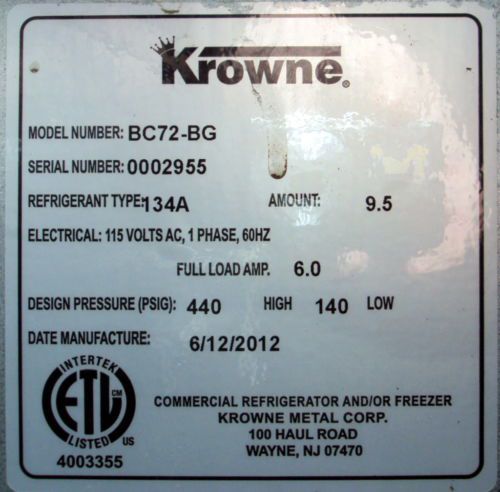 Krowne®
MODEL NUMBER: BC72-BG
SERIAL NUMBER: 0002955
REFRIGERANT TYPE: 134A AMOUNT: 9.5
ELECTRICAL: 115 VOLTS AC, 1 PHASE, 60HZ
FULL LOAD AMP. 6.0
DESIGN PRESSURE (PSIG): 440 HIGH 140 LOW
DATE MANUFACTURE: 6/12/2012
INTERTEK
ETL CM
LISTED US
4003355
COMMERCIAL REFRIGERATOR AND/OR FREEZER
KROWNE METAL CORP.
100 HAUL ROAD
WAYNE, NJ 07470